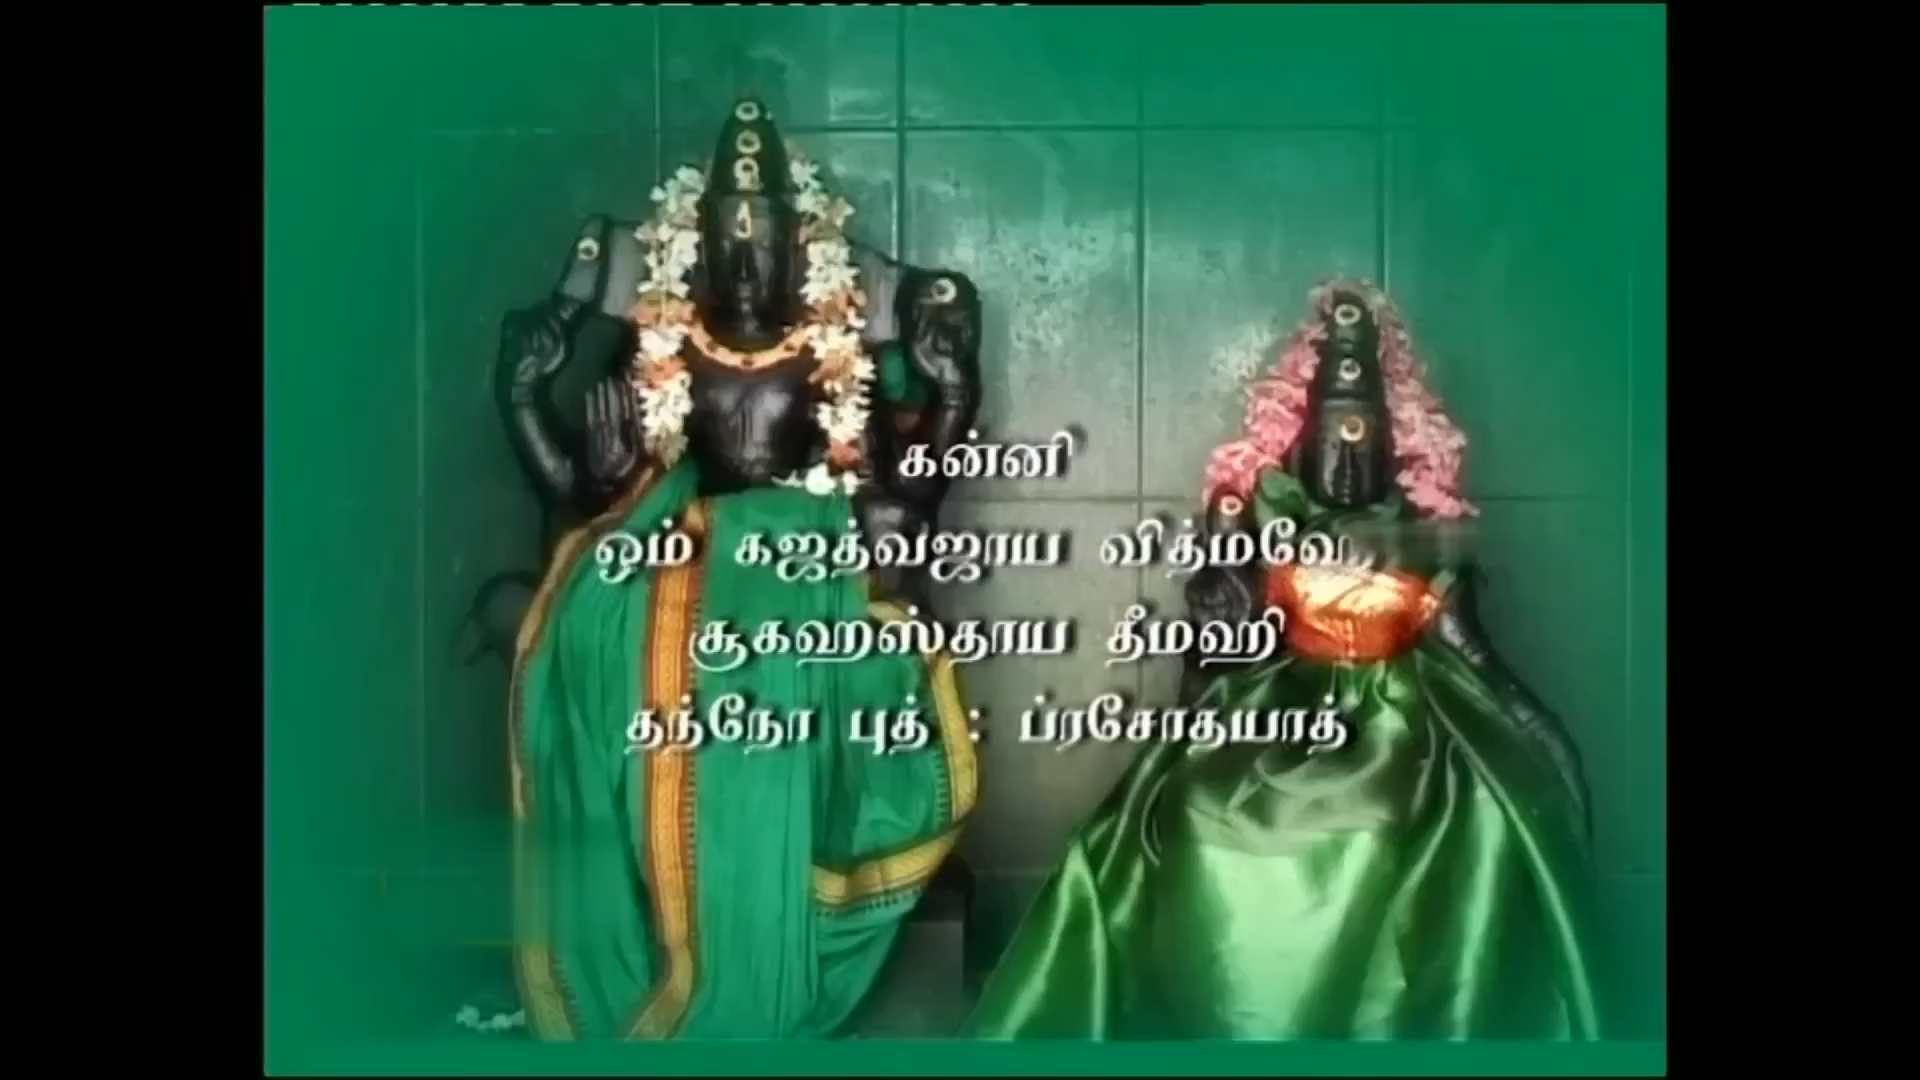 கன்னி
ஓம் கஜத்வஜாய வித்மஹே
சூகஹஸ்தாய தீமஹி
தந்நோ புத் : ப்ரசோதயாத்